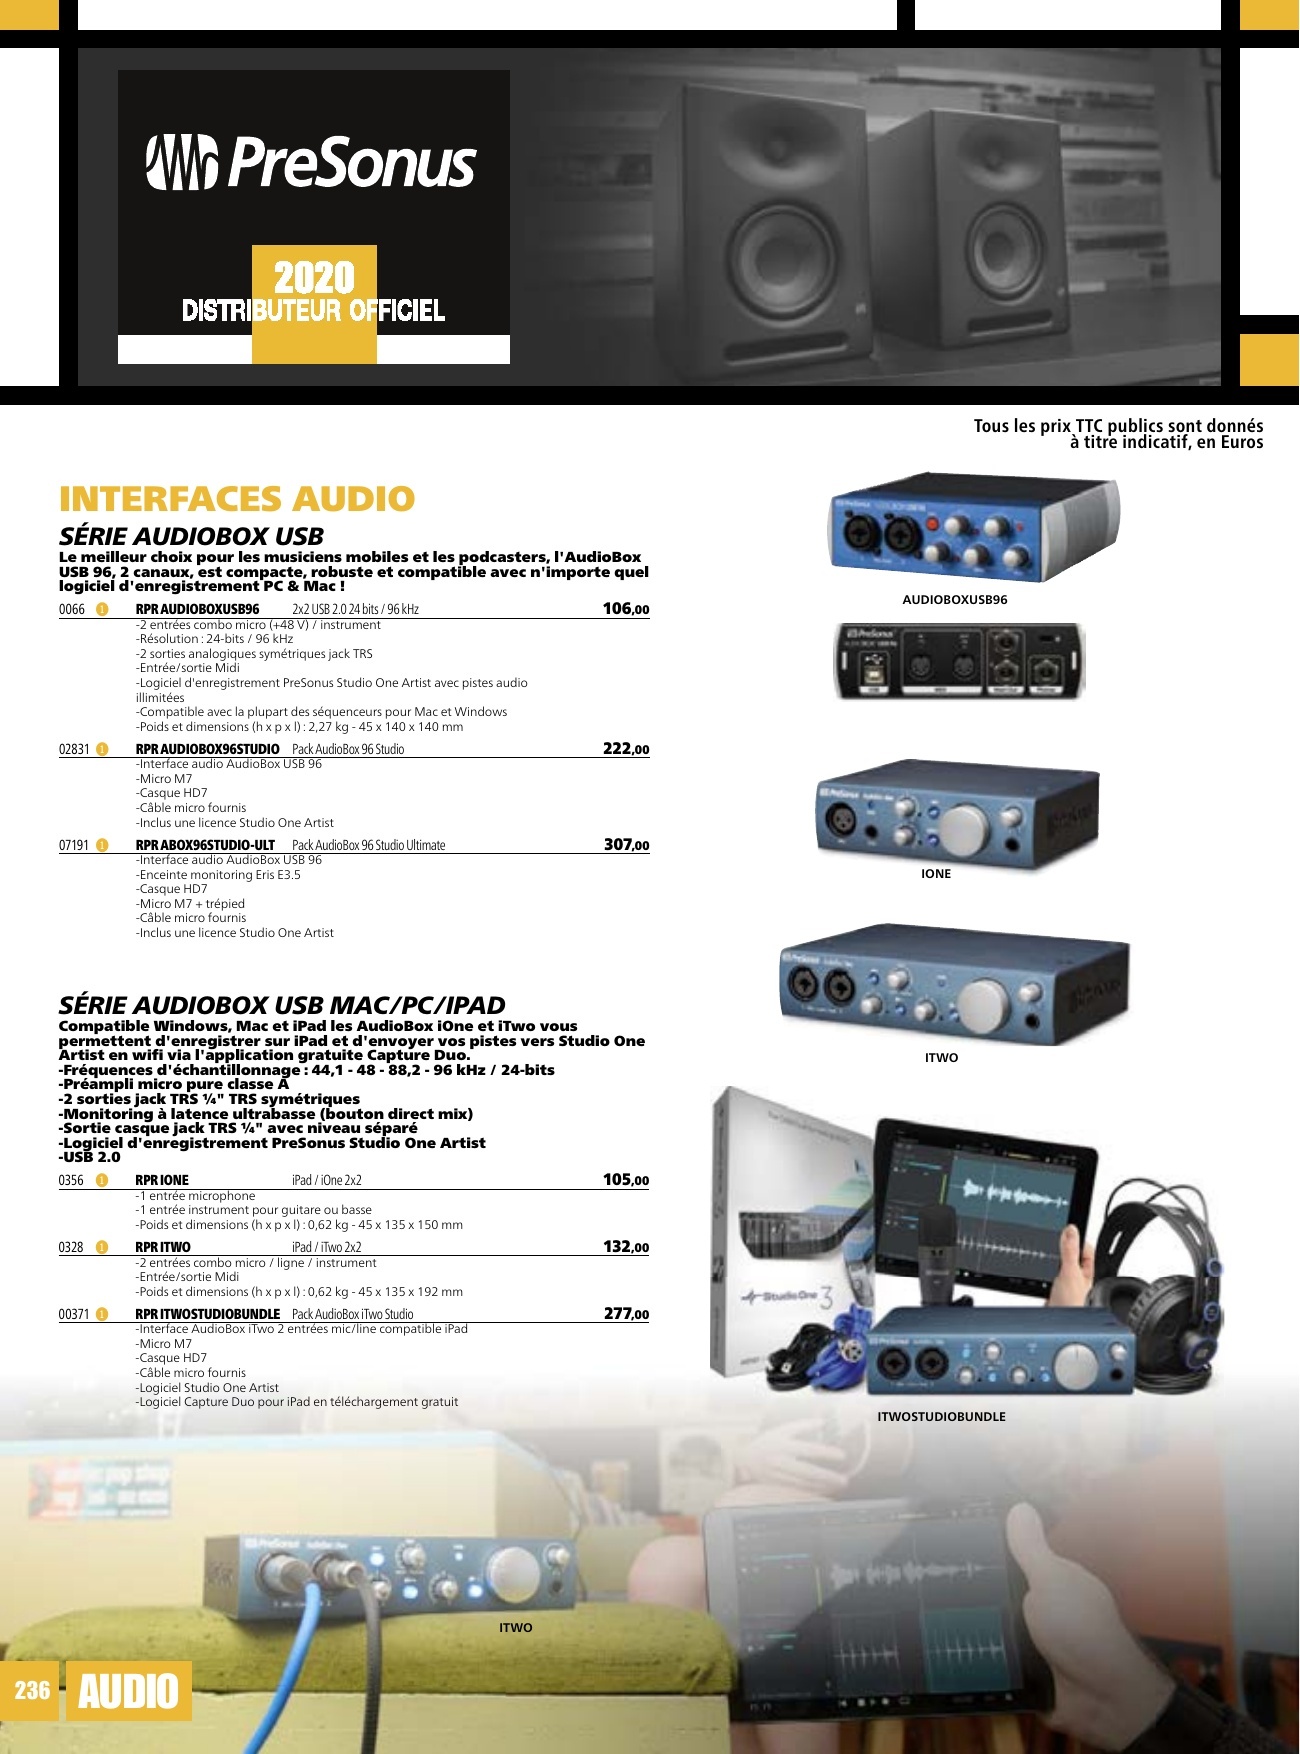 PreSonus
2020
DISTRIBUTEUR OFFICIEL
Tous les prix TTC publics sont donnés
à titre indicatif, en Euros
INTERFACES AUDIO
SÉRIE AUDIOBOX USB
Le meilleur choix pour les musiciens mobiles et les podcasters, l'AudioBox
USB 96, 2 canaux, est compacte, robuste et compatible avec n'importe quel
logiciel d'enregistrement PC & Mac !
0066 1 RPR AUDIOBOXUSB96 2x2 USB 2.0 24 bits / 96 kHz 106,00
-2 entrées combo micro (+48 V) / instrument
-Résolution : 24-bits / 96 kHz
-2 sorties analogiques symétriques jack TRS
-Entrée/sortie Midi
-Logiciel d'enregistrement PreSonus Studio One Artist avec pistes audio
illimitées
-Compatible avec la plupart des séquenceurs pour Mac et Windows
-Poids et dimensions (h x p x l) : 2,27 kg - 45 x 140 x 140 mm
02831 1 RPR AUDIOBOX96STUDIO Pack AudioBox 96 Studio 222,00
-Interface audio AudioBox USB 96
-Micro M7
-Casque HD7
-Câble micro fournis
-Inclus une licence Studio One Artist
07191 1 RPR ABOX96STUDIO-ULT Pack AudioBox 96 Studio Ultimate 307,00
-Interface audio AudioBox USB 96
-Enceinte monitoring Eris E3.5
-Casque HD7
-Micro M7 + trépied
-Câble micro fournis
-Inclus une licence Studio One Artist
SÉRIE AUDIOBOX USB MAC/PC/IPAD
Compatible Windows, Mac et iPad les AudioBox iOne et iTwo vous
permettent d'enregistrer sur iPad et d'envoyer vos pistes vers Studio One
Artist en wifi via l'application gratuite Capture Duo.
-Fréquences d'échantillonnage : 44,1 - 48 - 88,2 - 96 kHz / 24-bits
-Préampli micro pure classe A
-2 sorties jack TRS ¼" TRS symétriques
-Monitoring à latence ultrabasse (bouton direct mix)
-Sortie casque jack TRS ¼" avec niveau séparé
-Logiciel d'enregistrement PreSonus Studio One Artist
-USB 2.0
0356 1 RPR IONE iPad / iOne 2x2 105,00
-1 entrée microphone
-1 entrée instrument pour guitare ou basse
-Poids et dimensions (h x p x l) : 0,62 kg - 45 x 135 x 150 mm
0328 1 RPR ITWO iPad / iTwo 2x2 132,00
-2 entrées combo micro / ligne / instrument
-Entrée/sortie Midi
-Poids et dimensions (h x p x l) : 0,62 kg - 45 x 135 x 192 mm
00371 1 RPR ITWOSTUDIOBUNDLE Pack AudioBox iTwo Studio 277,00
-Interface AudioBox iTwo 2 entrées mic/line compatible iPad
-Micro M7
-Casque HD7
-Câble micro fournis
-Logiciel Studio One Artist
-Logiciel Capture Duo pour iPad en téléchargement gratuit
PreSonus
AUDIOBOXUSB96
PreSonus
PreSonus
IONE
PreSonus
ITWO
Studio One 3
PreSonus
ITWOSTUDIOBUNDLE
PreSonus
ITWO
236
AUDIO